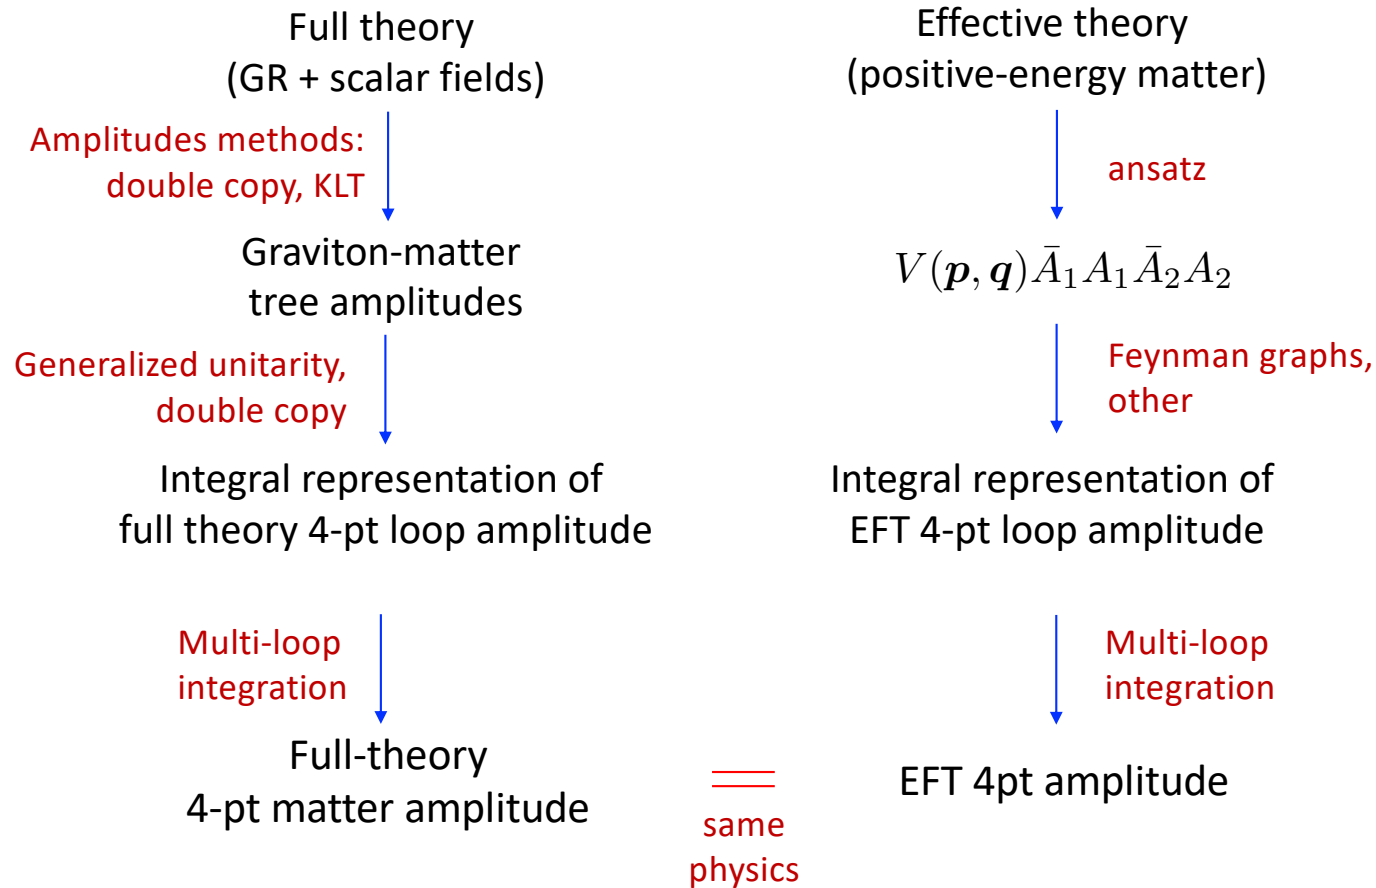 Full theory
(GR + scalar fields)
Amplitudes methods:
double copy, KLT
Graviton-matter
tree amplitudes
Generalized unitarity,
double copy
Integral representation of
full theory 4-pt loop amplitude
Multi-loop
integration
Full-theory
4-pt matter amplitude
Effective theory
(positive-energy matter)
ansatz
V(𝒑, 𝒒)Ā₁A₁Ā₂A₂
Feynman graphs,
other
Integral representation of
EFT 4-pt loop amplitude
Multi-loop
integration
EFT 4pt amplitude
=
same
physics